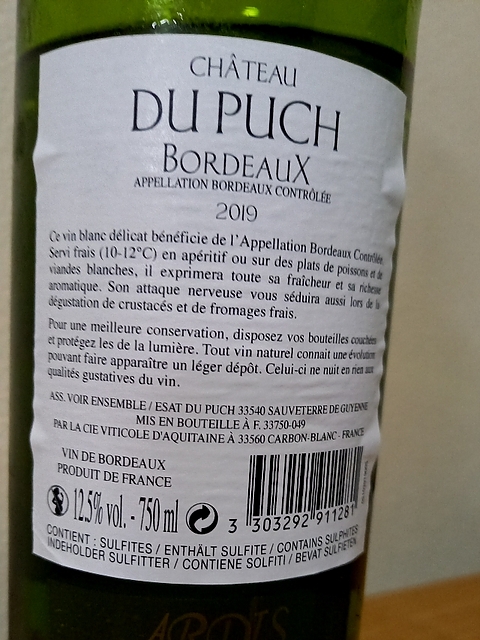 CHÂTEAU
DU PUCH
BORDEAUX
APPELLATION BORDEAUX CONTRÔLÉE
2019
Ce vin blanc délicat bénéficie de l'Appellation Bordeaux Contrôlée.
Servi frais (10-12°C) en apéritif ou sur des plats de poissons et de
viandes blanches, il exprimera toute sa fraîcheur et sa richesse
aromatique. Son attaque nerveuse vous séduira aussi lors de la
dégustation de crustacés et de fromages frais.
Pour une meilleure conservation, disposez vos bouteilles couchées
et protégez les de la lumière. Tout vin naturel connait une évolution
pouvant faire apparaître un léger dépôt. Celui-ci ne nuit en rien aux
qualités gustatives du vin.
ASS. VOIR ENSEMBLE / ESAT DU PUCH 33540 SAUVETERRE DE GUYENNE
MIS EN BOUTEILLE À F. 33750-049
PAR LA CIE VITICOLE D'AQUITAINE À 33560 CARBON-BLANC - FRANCE
VIN DE BORDEAUX
PRODUIT DE FRANCE
12.5% vol. - 750 ml
3 303292 911281
CONTIENT : SULFITES / ENTHÄLT SULFITE / CONTAINS SULPHITES
INDEHOLDER SULFITTER / CONTIENE SOLFITI / BEVAT SULFIETEN